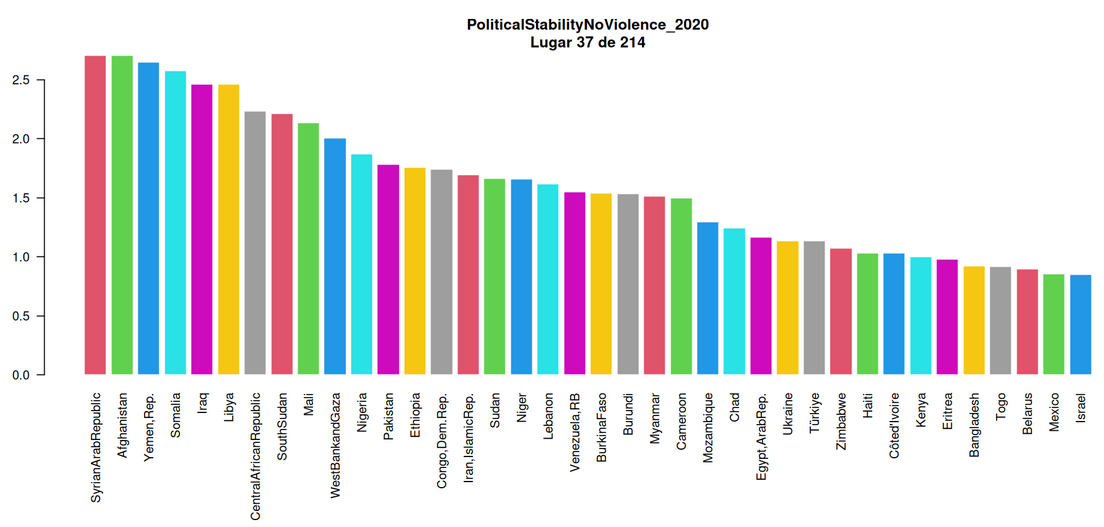 PoliticalStabilityNoViolence_2020
Lugar 37 de 214
2.5
2.0
1.5
1.0
0.5
0.0
SyrianArabRepublic
Afghanistan
Yemen,Rep.
Somalia
Iraq
Libya
CentralAfricanRepublic
SouthSudan
Mali
WestBankandGaza
Nigeria
Pakistan
Ethiopia
Congo,Dem.Rep.
Iran,IslamicRep.
Sudan
Niger
Lebanon
Venezuela,RB
BurkinaFaso
Burundi
Myanmar
Cameroon
Mozambique
Chad
Egypt,ArabRep.
Ukraine
Türkiye
Zimbabwe
Haiti
Côted'Ivoire
Kenya
Eritrea
Bangladesh
Togo
Belarus
Mexico
Israel